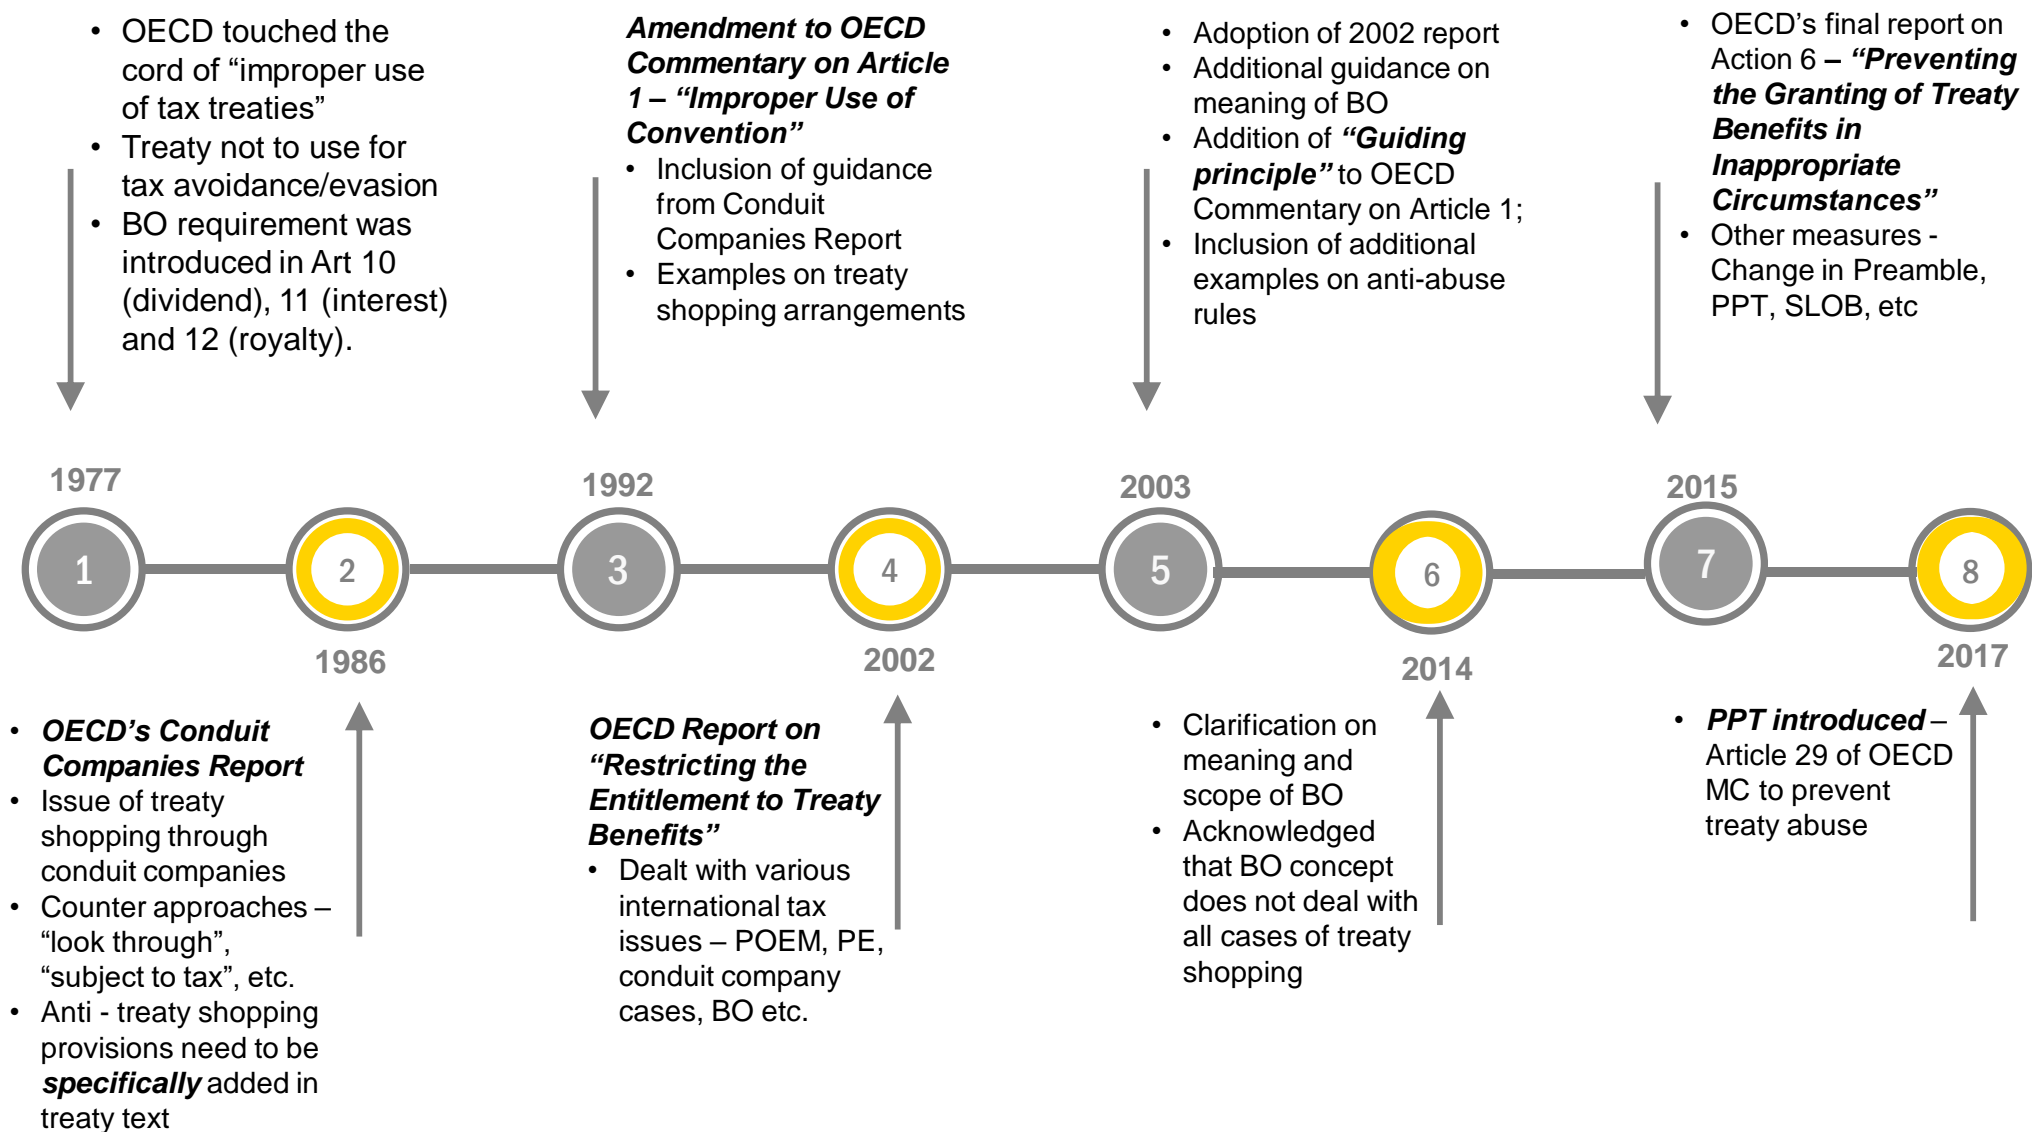 • OECD touched the
cord of “improper use
of tax treaties”
• Treaty not to use for
tax avoidance/evasion
• BO requirement was
introduced in Art 10
(dividend), 11 (interest)
and 12 (royalty).
Amendment to OECD
Commentary on Article
1 – “Improper Use of
Convention”
• Inclusion of guidance
from Conduit
Companies Report
• Examples on treaty
shopping arrangements
• Adoption of 2002 report
• Additional guidance on
meaning of BO
• Addition of “Guiding
principle” to OECD
Commentary on Article 1;
• Inclusion of additional
examples on anti-abuse
rules
• OECD’s final report on
Action 6 – “Preventing
the Granting of Treaty
Benefits in
Inappropriate
Circumstances”
• Other measures -
Change in Preamble,
PPT, SLOB, etc
1977
1992
2003
2015
1
2
3
4
5
6
7
8
1986
2002
2014
2017
• OECD’s Conduit
Companies Report
• Issue of treaty
shopping through
conduit companies
• Counter approaches –
“look through”,
“subject to tax”, etc.
• Anti - treaty shopping
provisions need to be
specifically added in
treaty text
OECD Report on
“Restricting the
Entitlement to Treaty
Benefits”
• Dealt with various
international tax
issues – POEM, PE,
conduit company
cases, BO etc.
• Clarification on
meaning and
scope of BO
• Acknowledged
that BO concept
does not deal with
all cases of treaty
shopping
• PPT introduced –
Article 29 of OECD
MC to prevent
treaty abuse